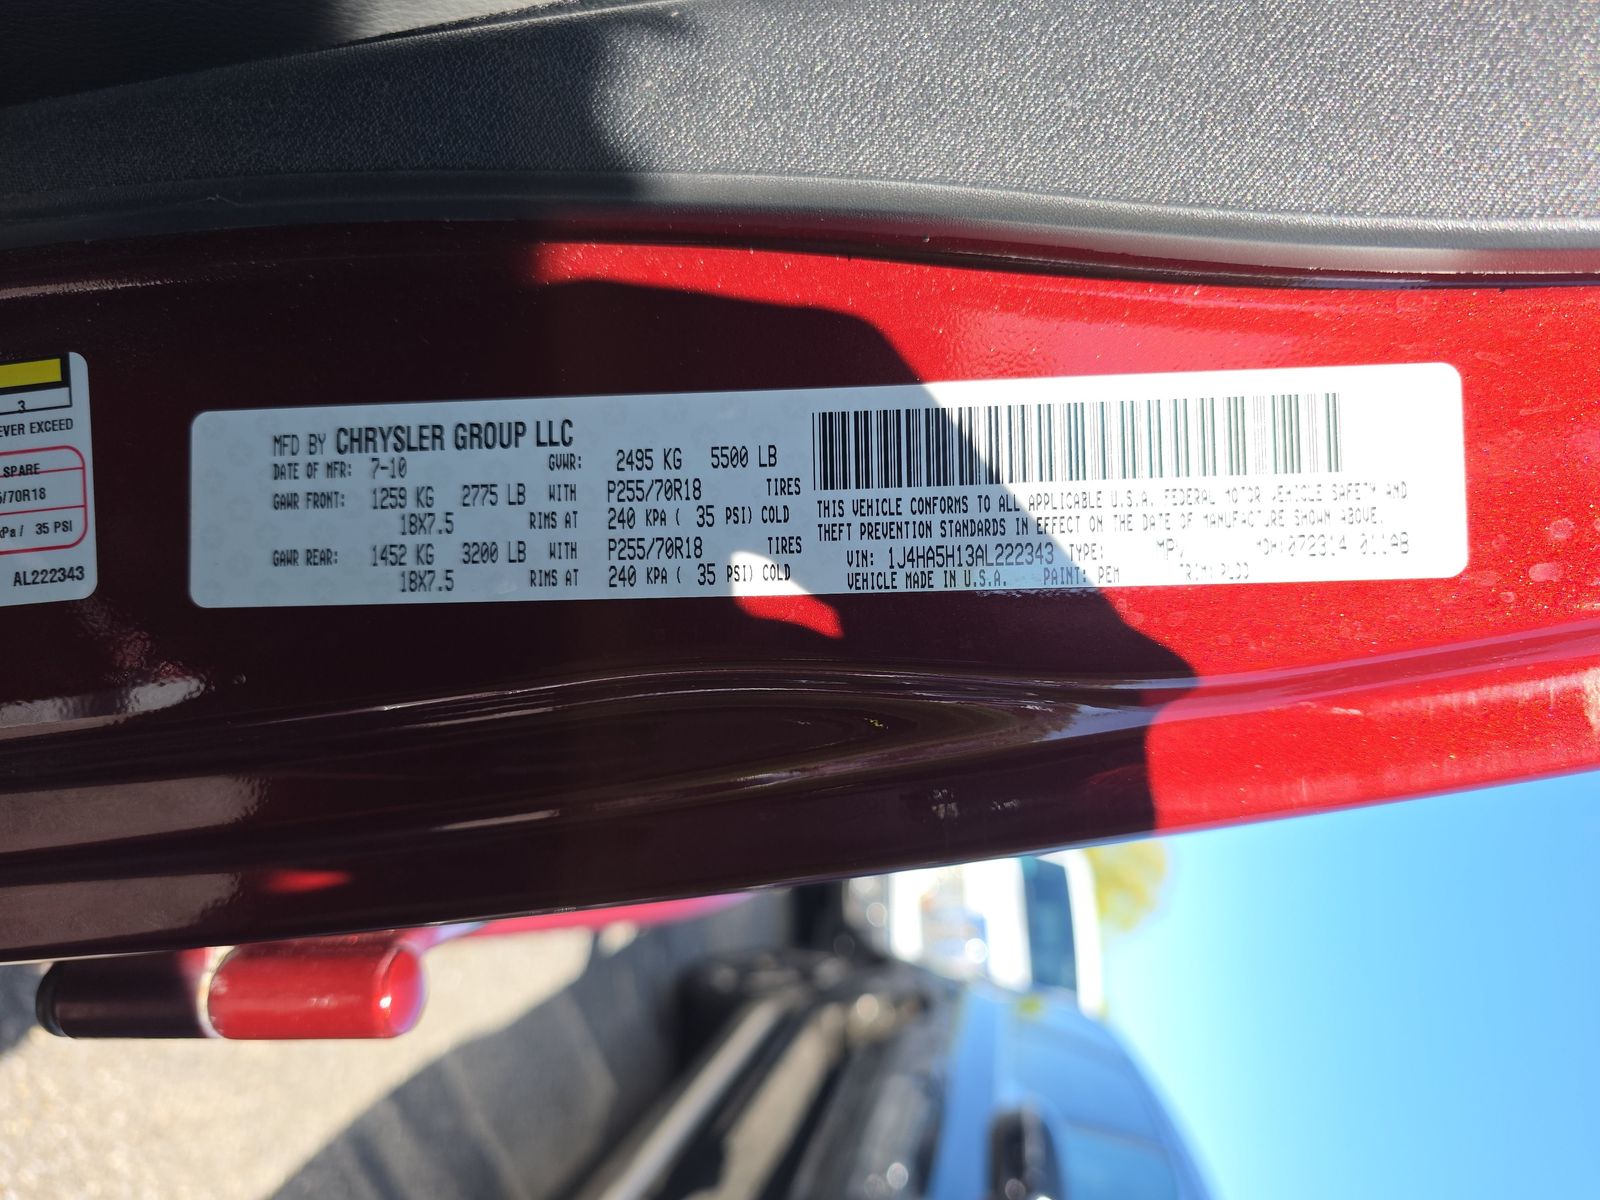 3
EVER EXCEED
SPARE
/70R18
kPa / 35 PSI
AL222343
MFD BY CHRYSLER GROUP LLC
DATE OF MFR: 7-10 GVWR: 2495 KG 5500 LB
GAWR FRONT: 1259 KG 2775 LB WITH P255/70R18 TIRES
18X7.5 RIMS AT 240 KPA ( 35 PSI) COLD
GAWR REAR: 1452 KG 3200 LB WITH P255/70R18 TIRES
18X7.5 RIMS AT 240 KPA ( 35 PSI) COLD
THIS VEHICLE CONFORMS TO ALL APPLICABLE U.S.A. FEDERAL MOTOR VEHICLE SAFETY AND
THEFT PREVENTION STANDARDS IN EFFECT ON THE DATE OF MANUFACTURE SHOWN ABOVE.
VIN: 1J4HA5H13AL222343 TYPE:
VEHICLE MADE IN U.S.A. PAINT: PEM